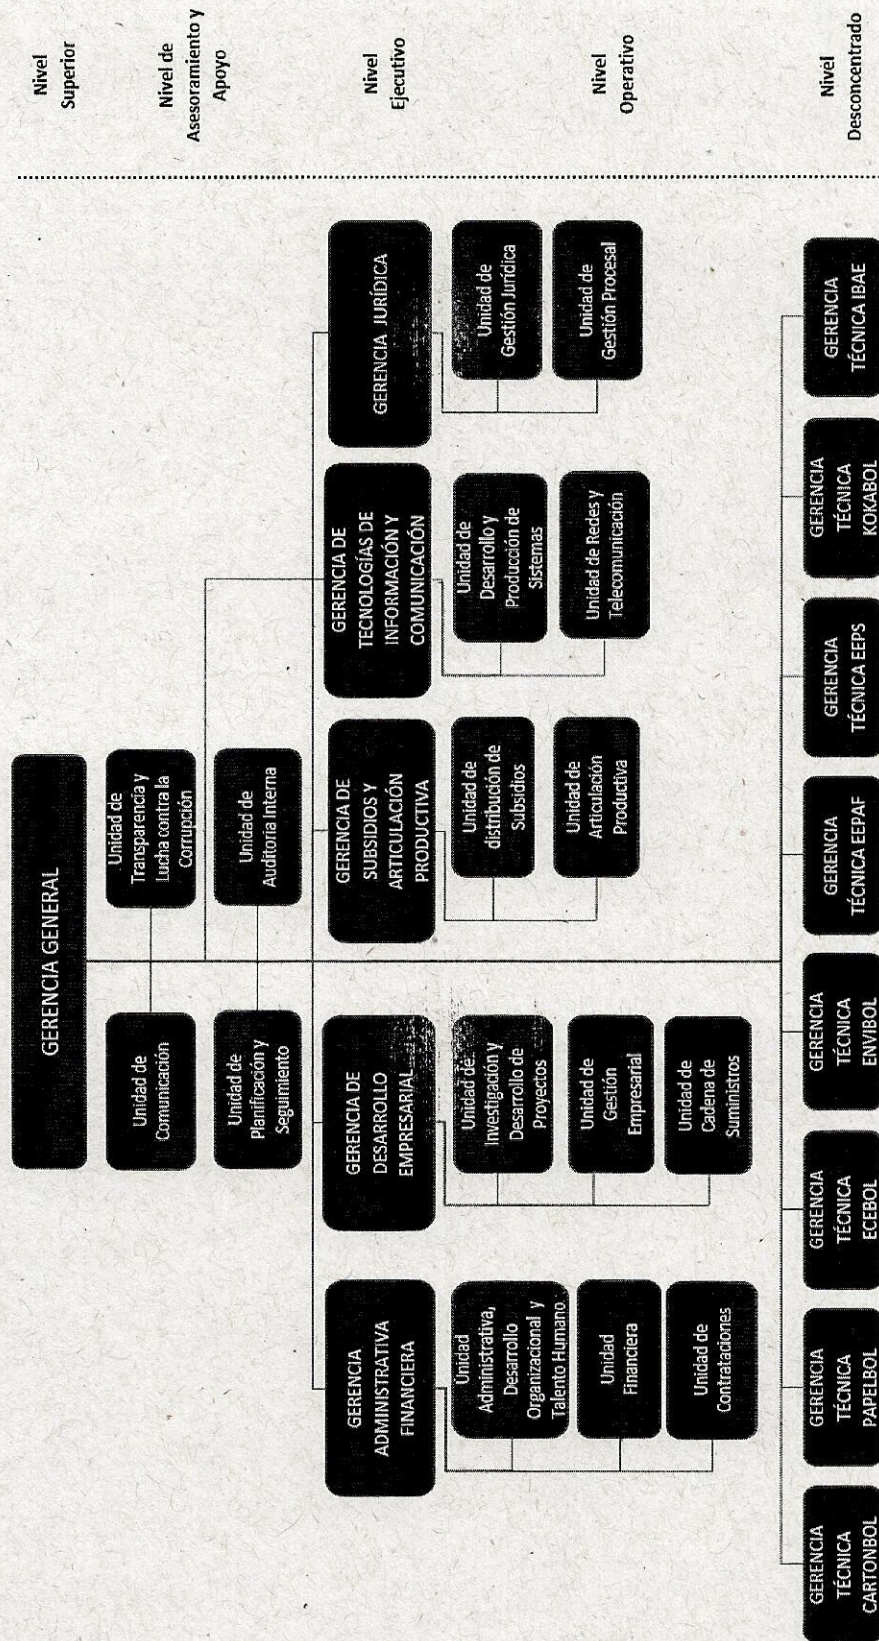 Nivel
Superior
Nivel de
Asesoramiento y
Apoyo
Nivel
Ejecutivo
Nivel
Operativo
Nivel
Desconcentrado
GERENCIA GENERAL
Unidad de
Comunicación
Unidad de
Transparencia y
Lucha contra la
Corrupción
Unidad de
Planificación y
Seguimiento
Unidad de
Auditoria Interna
GERENCIA
ADMINISTRATIVA
FINANCIERA
GERENCIA DE
DESARROLLO
EMPRESARIAL
GERENCIA DE
SUBSIDIOS Y
ARTICULACIÓN
PRODUCTIVA
GERENCIA DE
TECNOLOGÍAS DE
INFORMACIÓN Y
COMUNICACIÓN
GERENCIA JURÍDICA
Unidad
Administrativa,
Desarrollo
Organizacional y
Talento Humano
Unidad
Financiera
Unidad de
Contrataciones
Unidad de
Investigación y
Desarrollo de
Proyectos
Unidad de
Gestión
Empresarial
Unidad de
Cadena de
Suministros
Unidad de
distribución de
Subsidios
Unidad de
Articulación
Productiva
Unidad de
Desarrollo y
Producción de
Sistemas
Unidad de Redes y
Telecomunicación
Unidad de
Gestión Jurídica
Unidad de
Gestión Procesal
GERENCIA
TÉCNICA
CARTONBOL
GERENCIA
TÉCNICA
PAPELBOL
GERENCIA
TÉCNICA
ECEBOL
GERENCIA
TÉCNICA
ENVIBOL
GERENCIA
TÉCNICA EEPAF
GERENCIA
TÉCNICA EEPS
GERENCIA
TÉCNICA
KOKABOL
GERENCIA
TÉCNICA IBAE